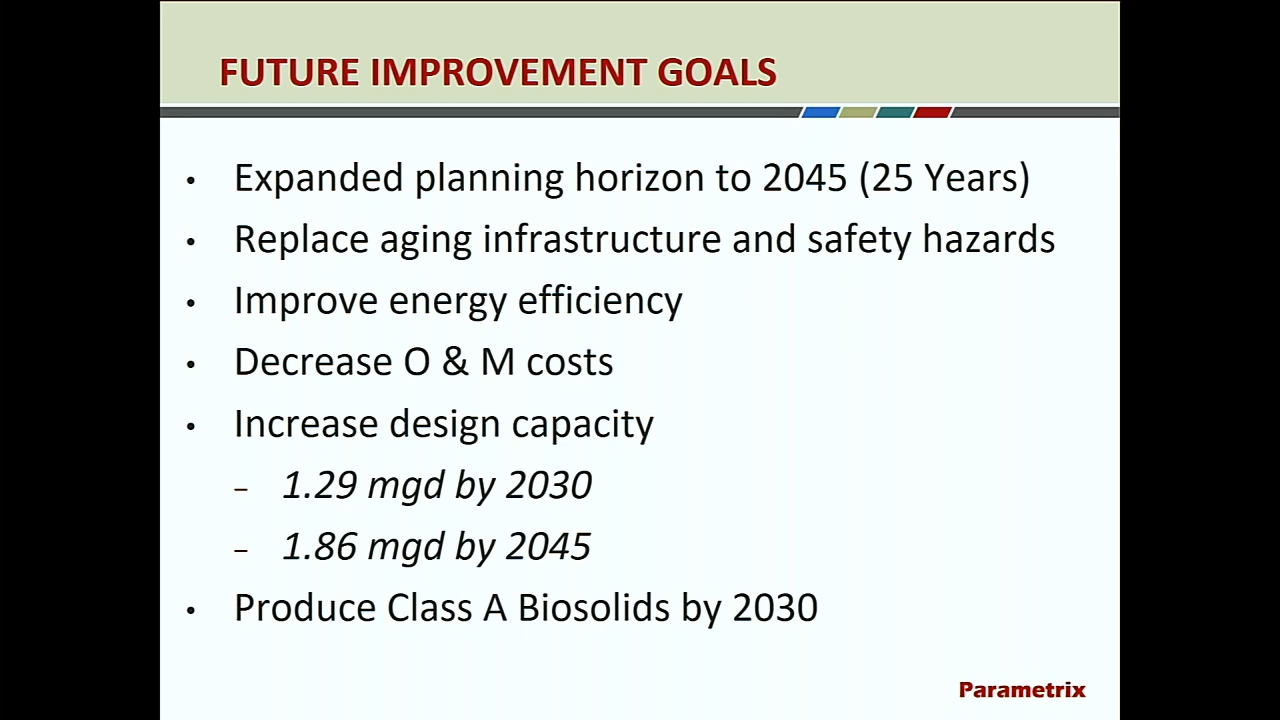 FUTURE IMPROVEMENT GOALS
• Expanded planning horizon to 2045 (25 Years)
• Replace aging infrastructure and safety hazards
• Improve energy efficiency
• Decrease O & M costs
• Increase design capacity
– 1.29 mgd by 2030
– 1.86 mgd by 2045
• Produce Class A Biosolids by 2030
Parametrix